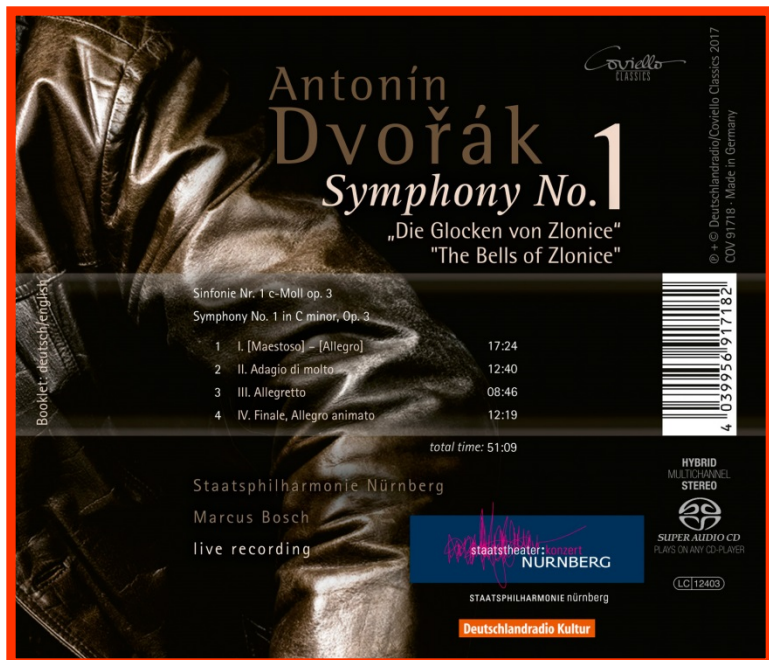 Coviello
CLASSICS
Antonín
Dvořák
Symphony No.1
„Die Glocken von Zlonice“
"The Bells of Zlonice"
℗ + © Deutschlandradio/Coviello Classics 2017
COV 91718 · Made in Germany
Booklet: deutsch/english
Sinfonie Nr. 1 c-Moll op. 3
Symphony No. 1 in C minor, Op. 3
1 I. [Maestoso] – [Allegro] 17:24
2 II. Adagio di molto 12:40
3 III. Allegretto 08:46
4 IV. Finale, Allegro animato 12:19
total time: 51:09
4 039956 917182
Staatsphilharmonie Nürnberg
Marcus Bosch
live recording
HYBRID
MULTICHANNEL
STEREO
SUPER AUDIO CD
PLAYS ON ANY CD-PLAYER
LC 12403
staatstheater:konzert
NÜRNBERG
STAATSPHILHARMONIE nürnberg
Deutschlandradio Kultur